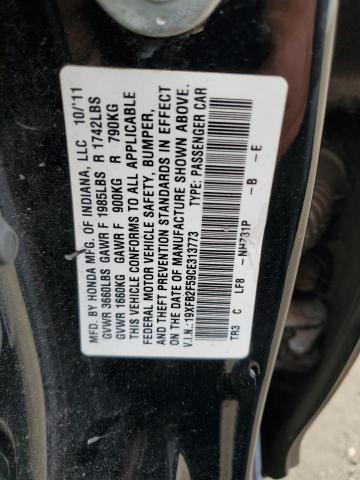 MFD. BY HONDA MFG. OF INDIANA, LLC 10/'11
GVWR 3660LBS GAWR F 1985LBS R 1742LBS
GVWR 1660KG GAWR F 900KG R 790KG
THIS VEHICLE CONFORMS TO ALL APPLICABLE
FEDERAL MOTOR VEHICLE SAFETY, BUMPER,
AND THEFT PREVENTION STANDARDS IN EFFECT
ON THE DATE OF MANUFACTURE SHOWN ABOVE.
V.I.N.:19XFB2F59CE313773 TYPE: PASSENGER CAR
TR3 C LF8 -NH731P -B -E